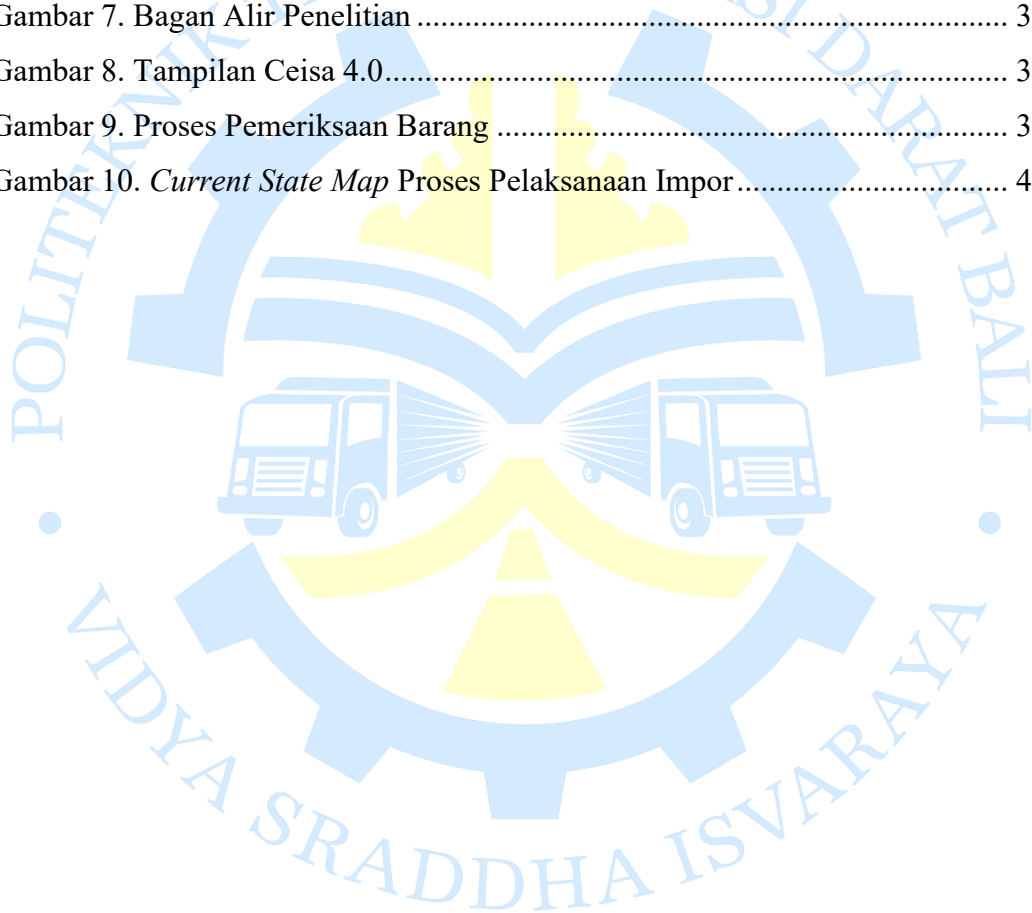 Gambar 7. Bagan Alir Penelitian ........................................................................ 3
Gambar 8. Tampilan Ceisa 4.0............................................................................ 3
Gambar 9. Proses Pemeriksaan Barang ............................................................. 3
Gambar 10. Current State Map Proses Pelaksanaan Impor................................ 4
POLITEKNIK
SI DARAT BALI
VIDYA SRADDHA ISVARAYA